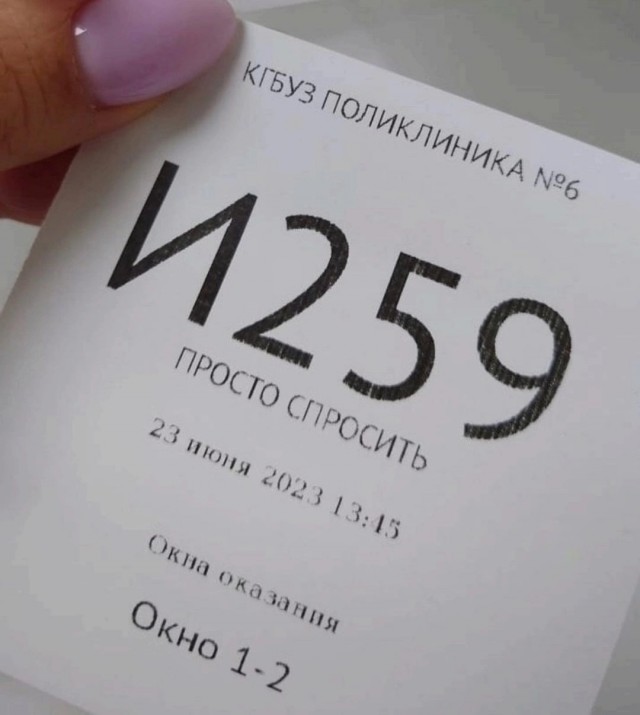 КГБУЗ ПОЛИКЛИНИКА №6
И259
ПРОСТО СПРОСИТЬ
23 июня 2023 13:45
Окна оказания
Окно 1-2